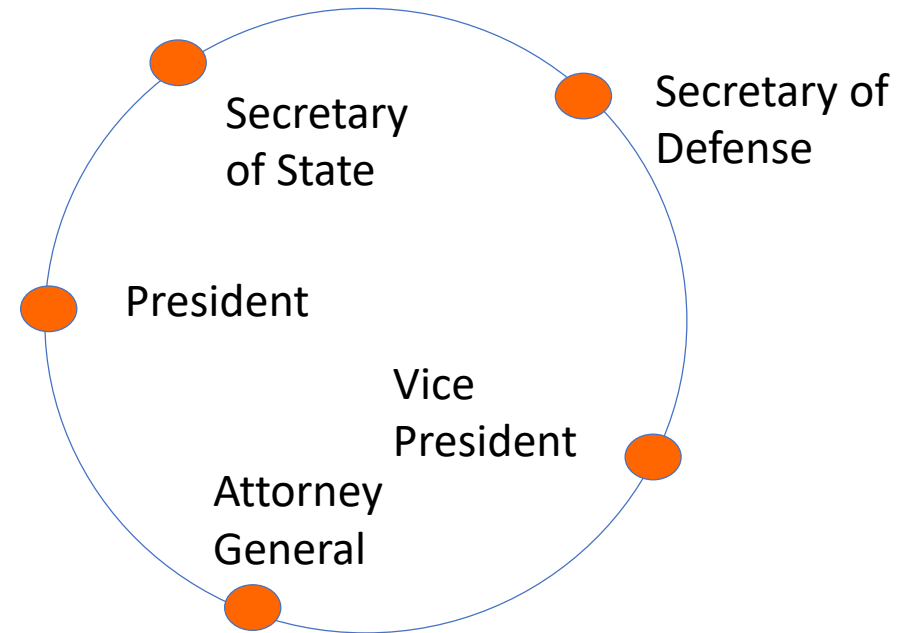 Secretary
of State
Secretary of
Defense
President
Vice
President
Attorney
General